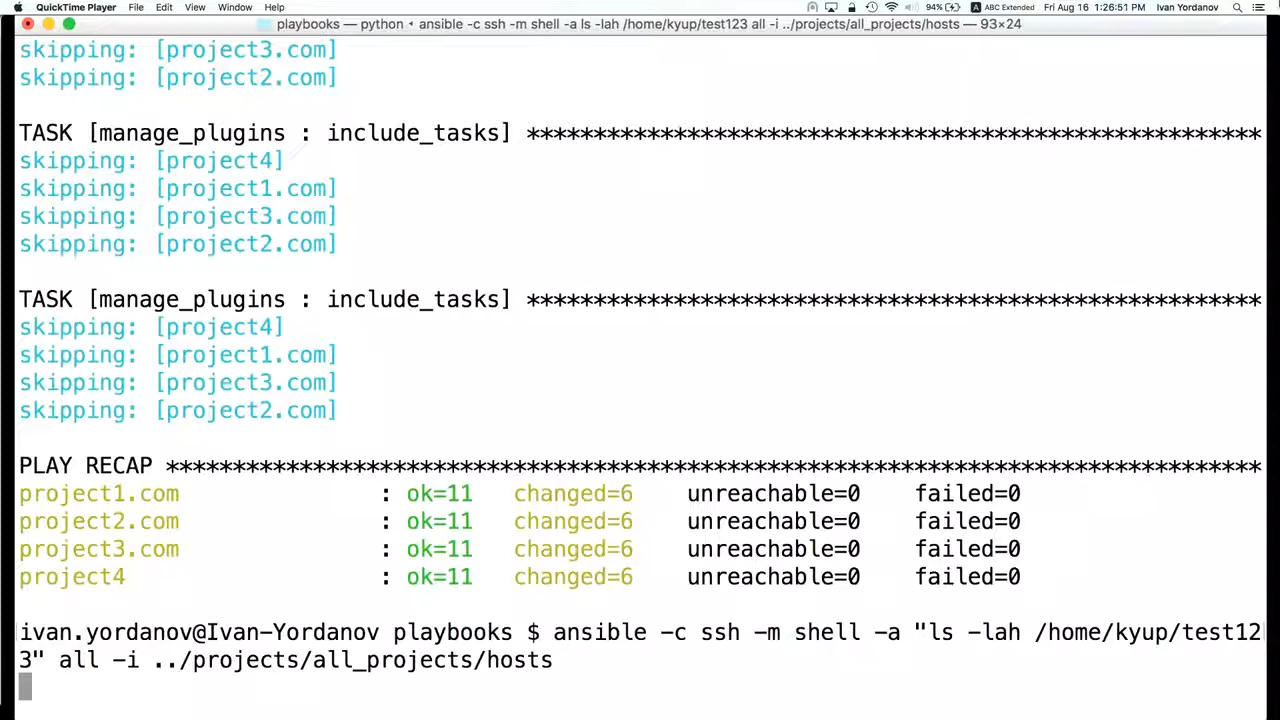 QuickTime Player File Edit View Window Help 94% ABC Extended Fri Aug 16 1:26:51 PM Ivan Yordanov
playbooks — python ◂ ansible -c ssh -m shell -a ls -lah /home/kyup/test123 all -i ../projects/all_projects/hosts — 93×24
skipping: [project3.com]
skipping: [project2.com]
TASK [manage_plugins : include_tasks] *******************************************************
skipping: [project4]
skipping: [project1.com]
skipping: [project3.com]
skipping: [project2.com]
TASK [manage_plugins : include_tasks] *******************************************************
skipping: [project4]
skipping: [project1.com]
skipping: [project3.com]
skipping: [project2.com]
PLAY RECAP **********************************************************************************
project1.com : ok=11 changed=6 unreachable=0 failed=0
project2.com : ok=11 changed=6 unreachable=0 failed=0
project3.com : ok=11 changed=6 unreachable=0 failed=0
project4 : ok=11 changed=6 unreachable=0 failed=0
ivan.yordanov@Ivan-Yordanov playbooks $ ansible -c ssh -m shell -a "ls -lah /home/kyup/test12
3" all -i ../projects/all_projects/hosts